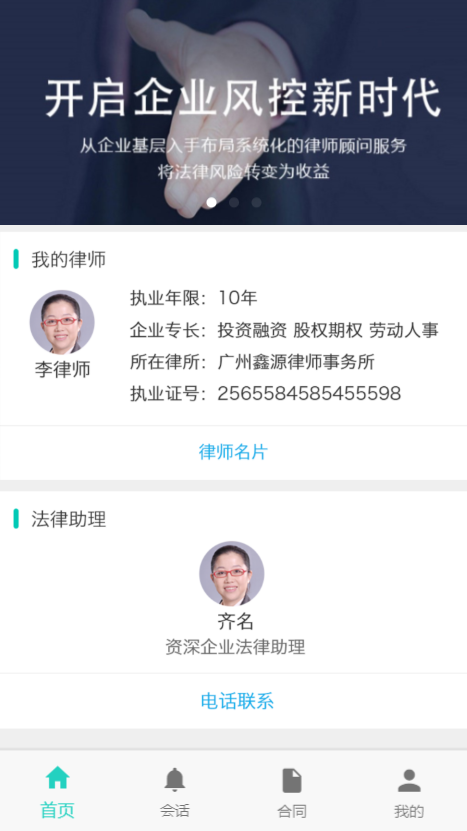 开启企业风控新时代
从企业基层入手布局系统化的律师顾问服务
将法律风险转变为收益
我的律师
李律师
执业年限：10年
企业专长：投资融资 股权期权 劳动人事
所在律所：广州鑫源律师事务所
执业证号：2565584585455598
律师名片
法律助理
齐名
资深企业法律助理
电话联系
首页
会话
合同
我的